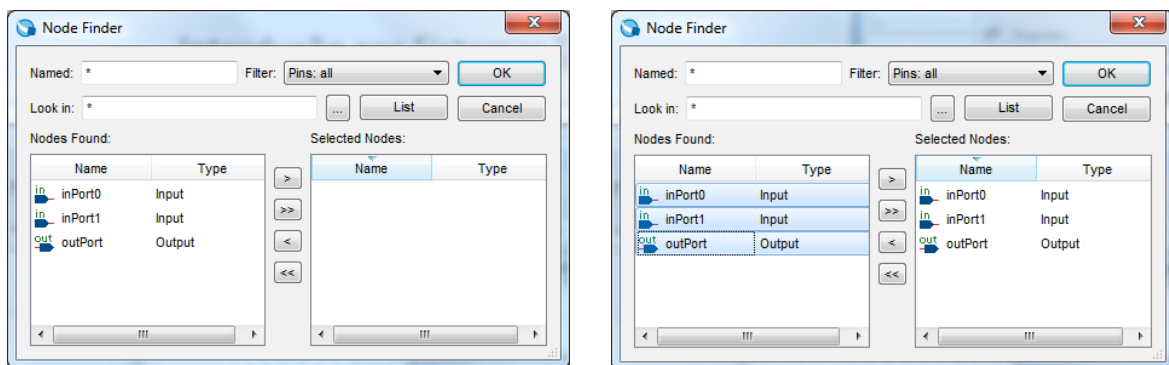 Node Finder
Named: * Filter: Pins: all OK
Look in: * ... List Cancel
Nodes Found: Selected Nodes:
Name Type > Name Type
in inPort0 Input
in inPort1 Input >>
out outPort Output <
<<
Node Finder
Named: * Filter: Pins: all OK
Look in: * ... List Cancel
Nodes Found: Selected Nodes:
Name Type > Name Type
in inPort0 Input in inPort0 Input
in inPort1 Input >> in inPort1 Input
out outPort Output < out outPort Output
<<